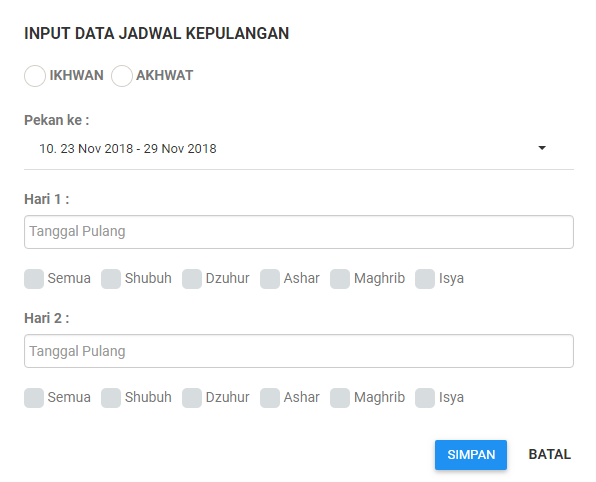 INPUT DATA JADWAL KEPULANGAN
IKHWAN AKHWAT
Pekan ke :
10. 23 Nov 2018 - 29 Nov 2018
Hari 1 :
Tanggal Pulang
Semua Shubuh Dzuhur Ashar Maghrib Isya
Hari 2 :
Tanggal Pulang
Semua Shubuh Dzuhur Ashar Maghrib Isya
SIMPAN BATAL